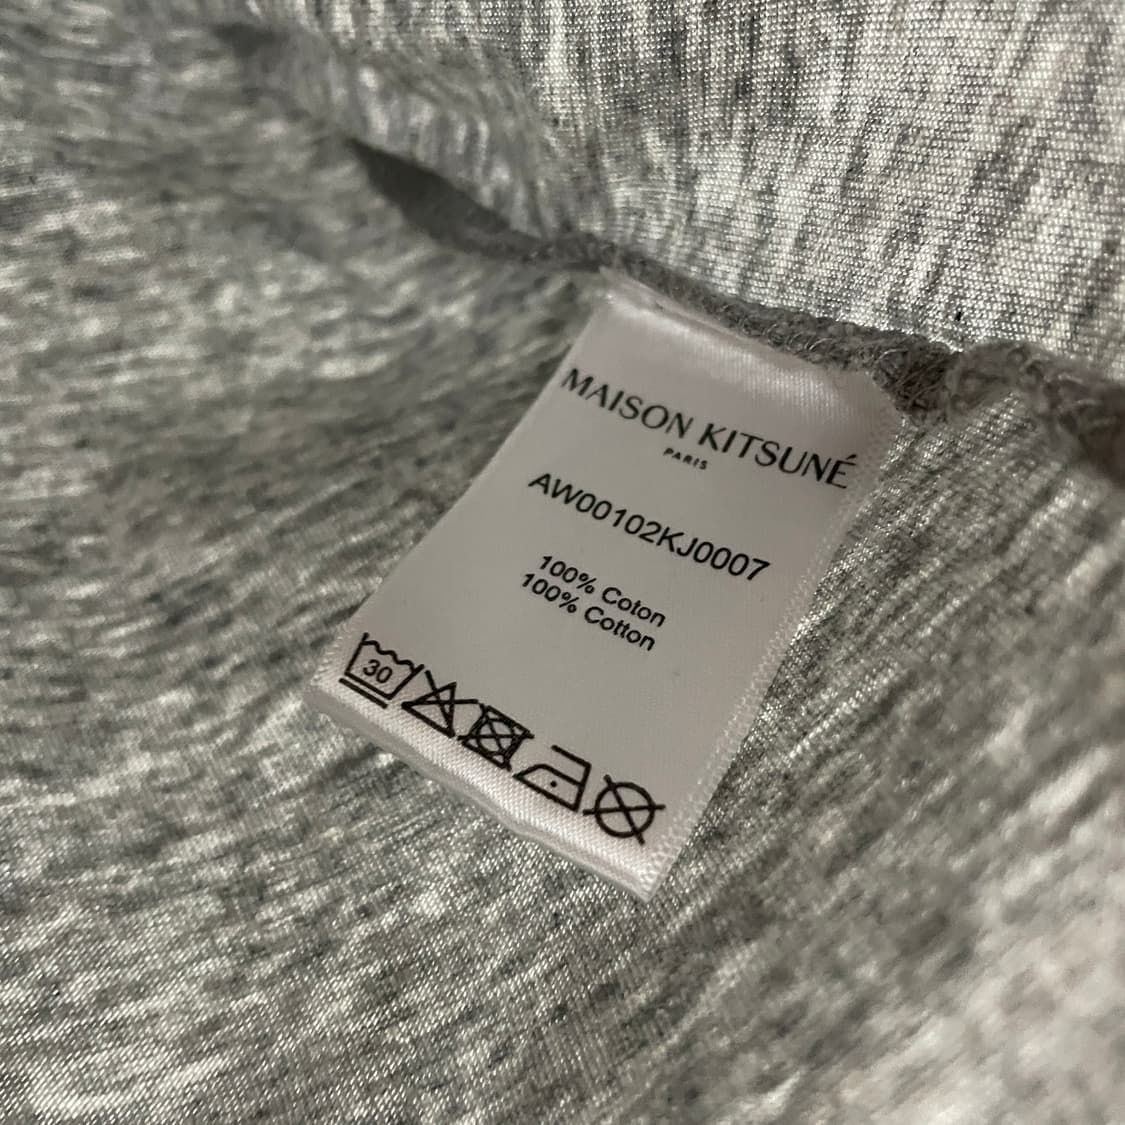 MAISON KITSUNÉ
PARIS
AW00102KJ0007
100% Coton
100% Cotton
30